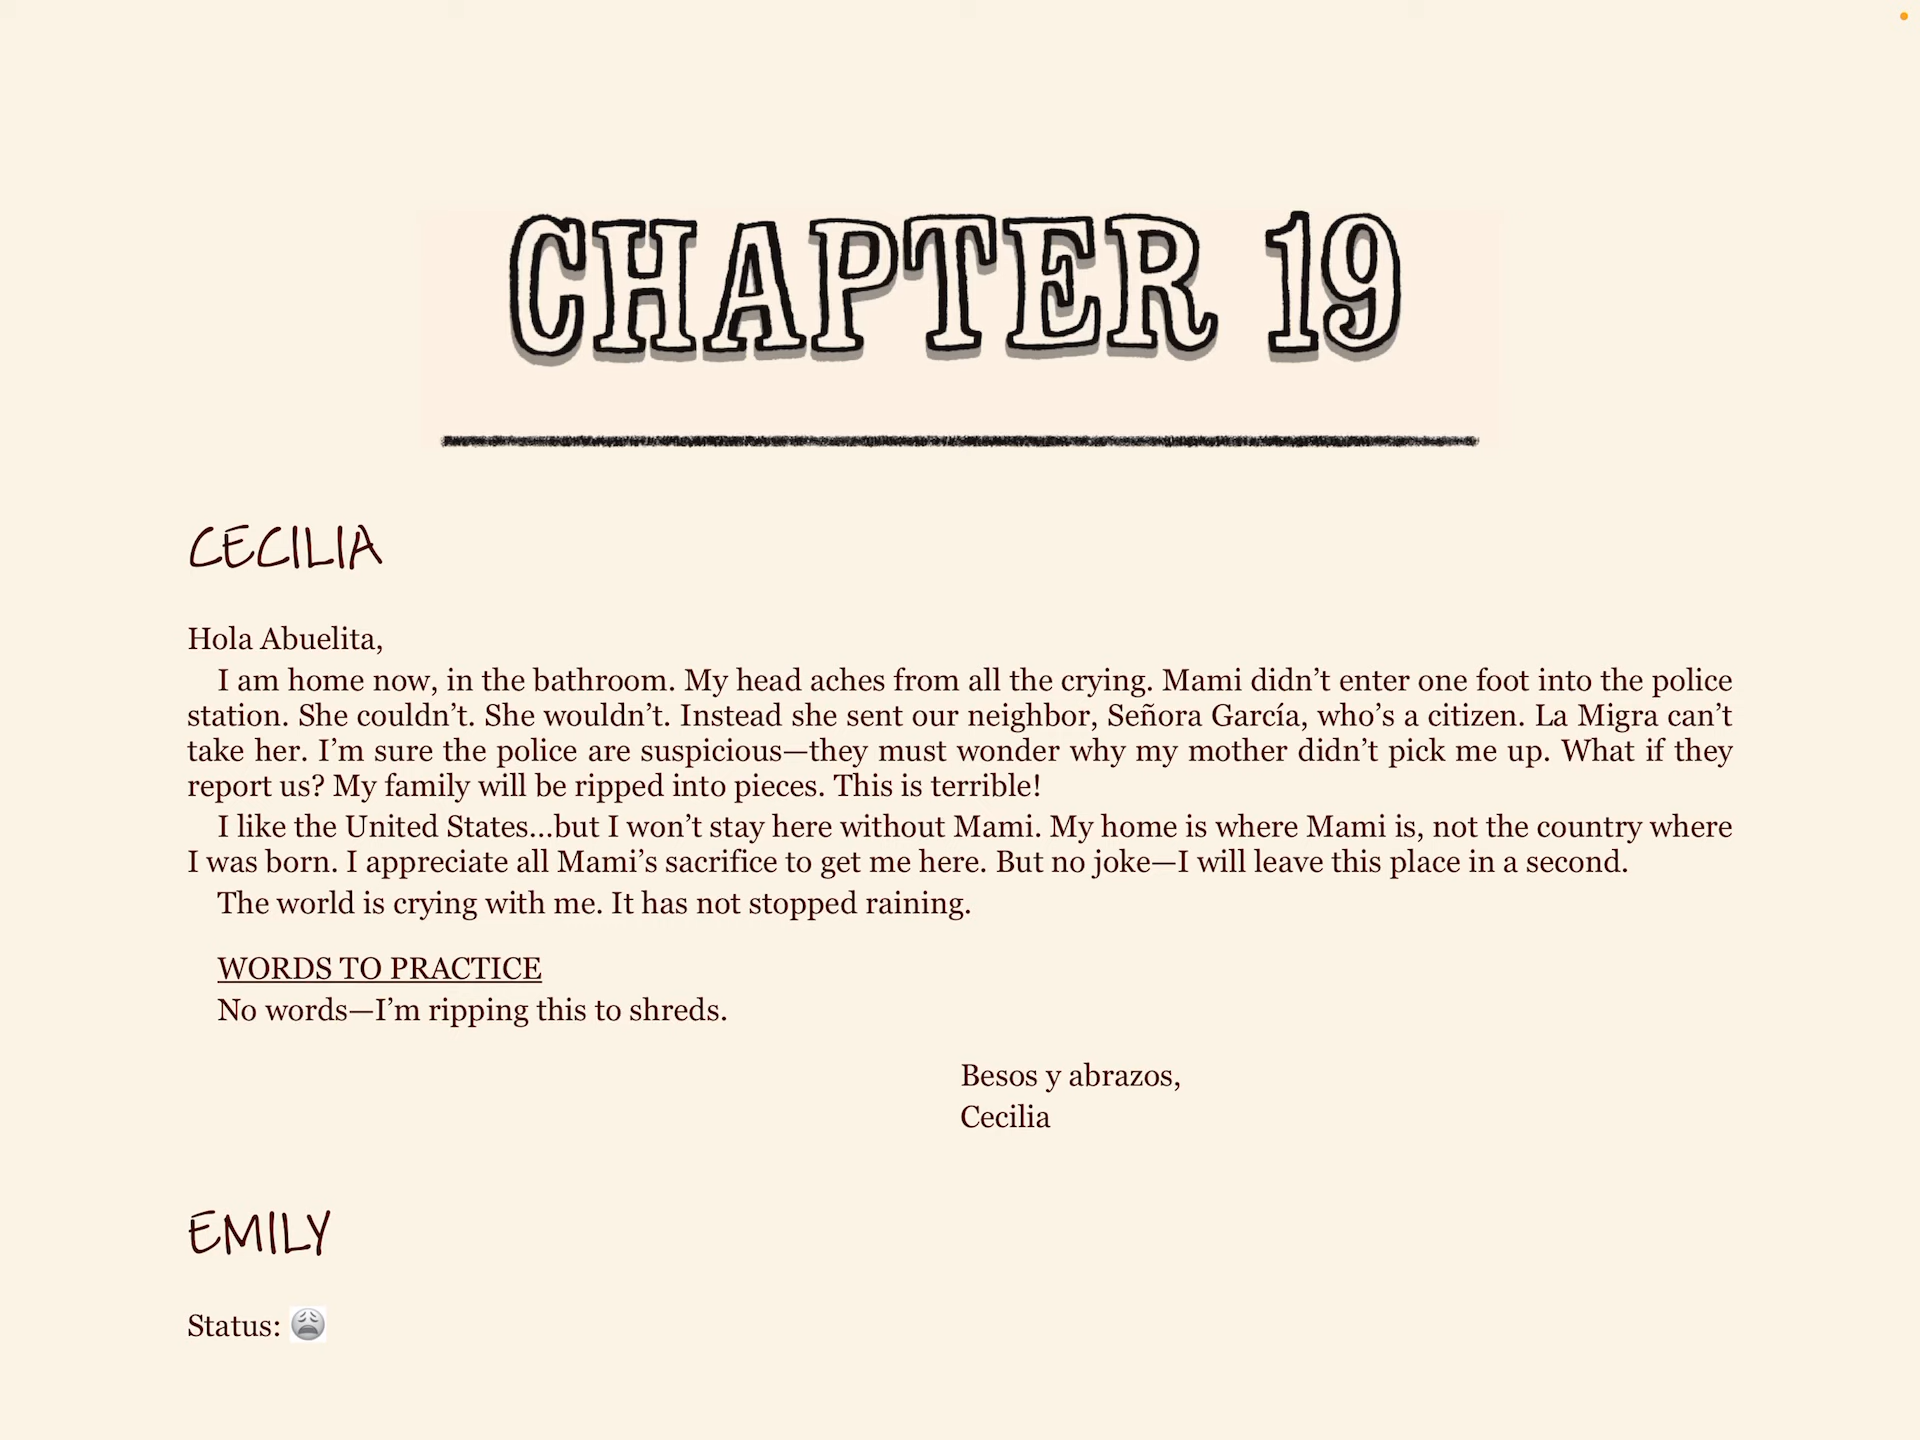 CHAPTER 19
CECILIA
Hola Abuelita,
I am home now, in the bathroom. My head aches from all the crying. Mami didn’t enter one foot into the police
station. She couldn’t. She wouldn’t. Instead she sent our neighbor, Señora García, who’s a citizen. La Migra can’t
take her. I’m sure the police are suspicious—they must wonder why my mother didn’t pick me up. What if they
report us? My family will be ripped into pieces. This is terrible!
I like the United States...but I won’t stay here without Mami. My home is where Mami is, not the country where
I was born. I appreciate all Mami’s sacrifice to get me here. But no joke—I will leave this place in a second.
The world is crying with me. It has not stopped raining.
WORDS TO PRACTICE
No words—I’m ripping this to shreds.
Besos y abrazos,
Cecilia
EMILY
Status: 😩